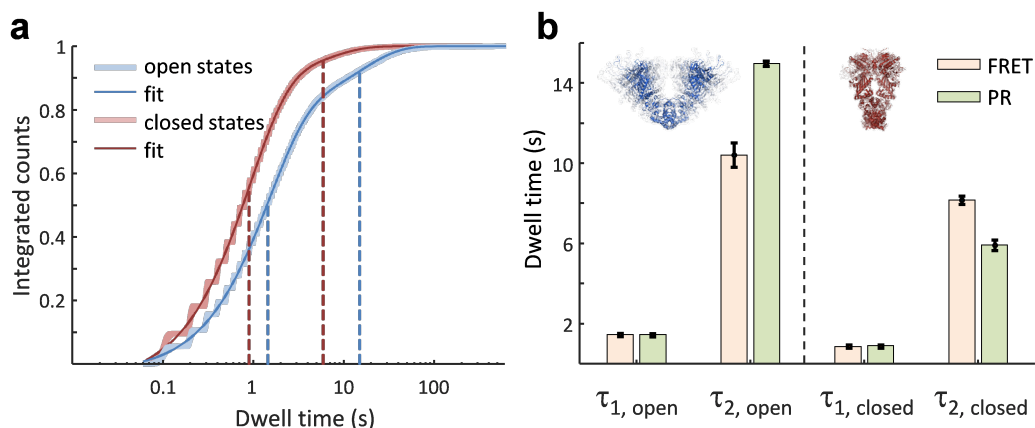 a
1
0.8
0.6
0.4
0.2
Integrated counts
open states
fit
closed states
fit
0.1
1
10
100
Dwell time (s)
b
14
10
6
2
Dwell time (s)
FRET
PR
τ1, open
τ2, open
τ1, closed
τ2, closed